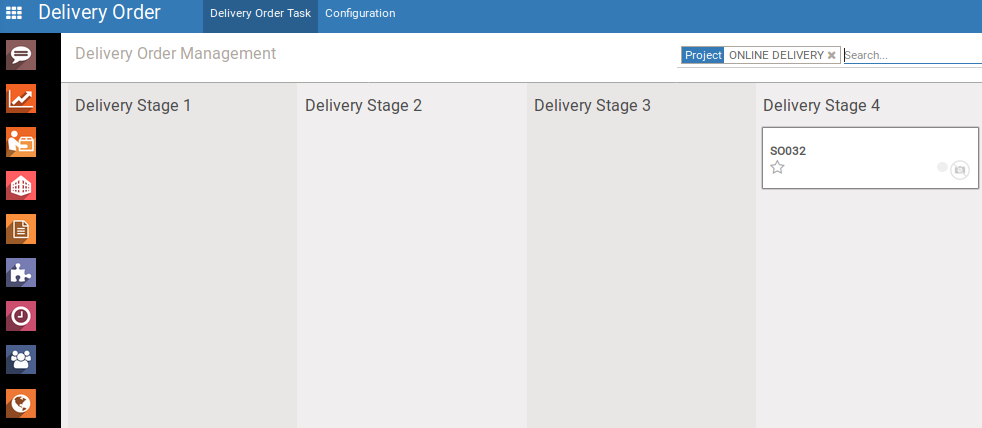 Delivery Order
Delivery Order Task
Configuration
Delivery Order Management
Project
ONLINE DELIVERY
Search...
Delivery Stage 1
Delivery Stage 2
Delivery Stage 3
Delivery Stage 4
SO032